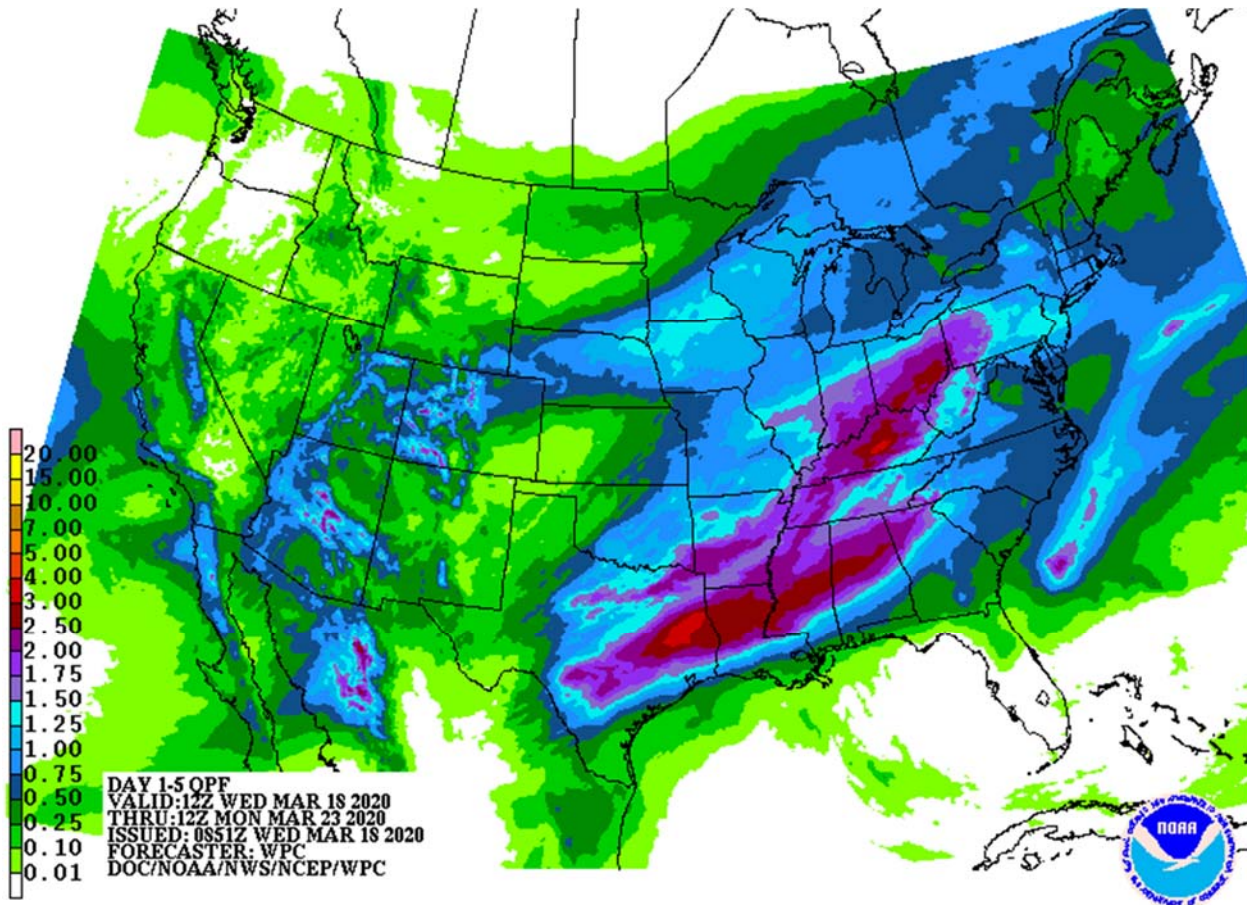 20.00
15.00
10.00
7.00
5.00
4.00
3.00
2.50
2.00
1.75
1.50
1.25
1.00
0.75
0.50
0.25
0.10
0.01
DAY 1-5 QPF
VALID:12Z WED MAR 18 2020
THRU:12Z MON MAR 23 2020
ISSUED: 0851Z WED MAR 18 2020
FORECASTER: WPC
DOC/NOAA/NWS/NCEP/WPC
NOAA